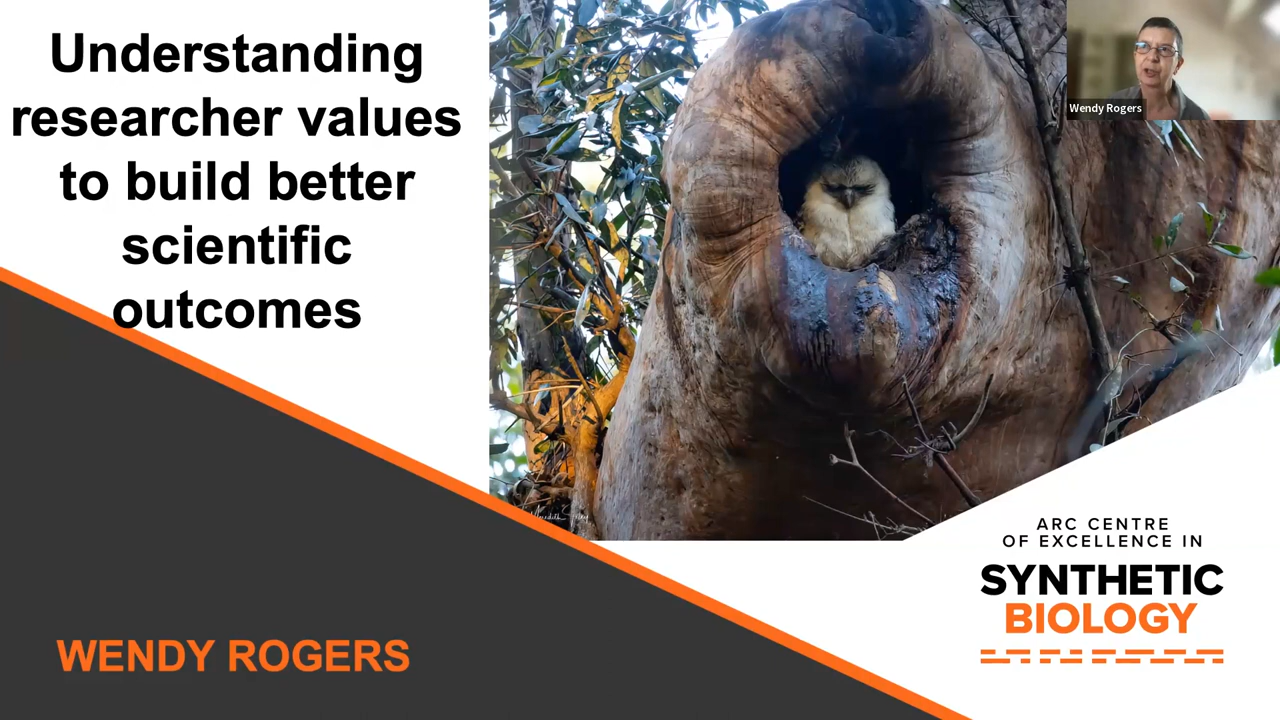 Understanding
researcher values
to build better
scientific
outcomes
Wendy Rogers
ARC CENTRE
OF EXCELLENCE IN
SYNTHETIC
BIOLOGY
WENDY ROGERS